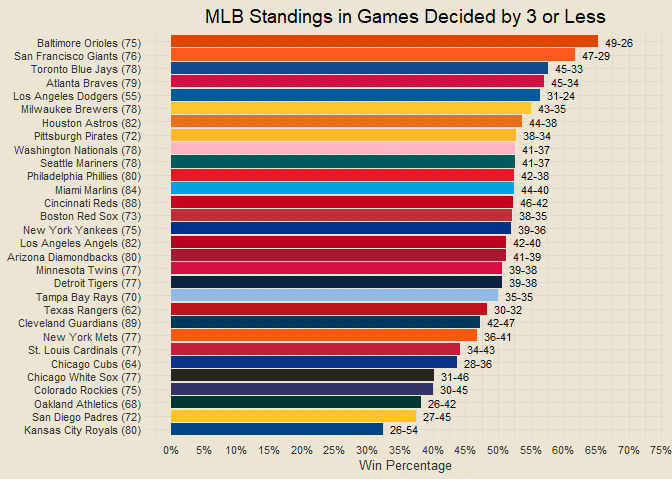 MLB Standings in Games Decided by 3 or Less
Baltimore Orioles (75) 49-26
San Francisco Giants (76) 47-29
Toronto Blue Jays (78) 45-33
Atlanta Braves (79) 45-34
Los Angeles Dodgers (55) 31-24
Milwaukee Brewers (78) 43-35
Houston Astros (82) 44-38
Pittsburgh Pirates (72) 38-34
Washington Nationals (78) 41-37
Seattle Mariners (78) 41-37
Philadelphia Phillies (80) 42-38
Miami Marlins (84) 44-40
Cincinnati Reds (88) 46-42
Boston Red Sox (73) 38-35
New York Yankees (75) 39-36
Los Angeles Angels (82) 42-40
Arizona Diamondbacks (80) 41-39
Minnesota Twins (77) 39-38
Detroit Tigers (77) 39-38
Tampa Bay Rays (70) 35-35
Texas Rangers (62) 30-32
Cleveland Guardians (89) 42-47
New York Mets (77) 36-41
St. Louis Cardinals (77) 34-43
Chicago Cubs (64) 28-36
Chicago White Sox (77) 31-46
Colorado Rockies (75) 30-45
Oakland Athletics (68) 26-42
San Diego Padres (72) 27-45
Kansas City Royals (80) 26-54
0% 5% 10% 15% 20% 25% 30% 35% 40% 45% 50% 55% 60% 65% 70% 75%
Win Percentage